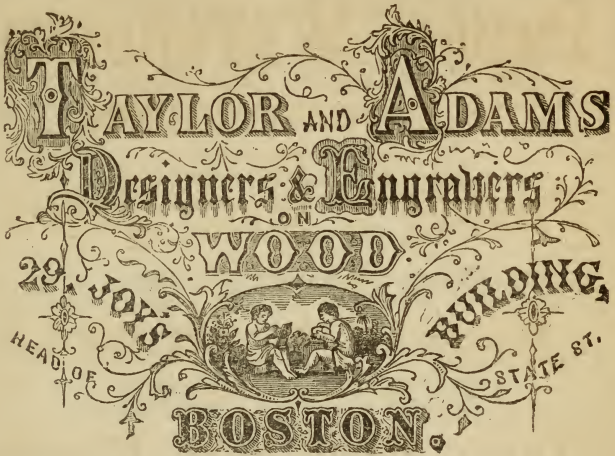 TAYLOR AND ADAMS
Designers & Engravers
ON
WOOD
29, JOY'S BUILDING,
HEAD OF STATE ST.
BOSTON.